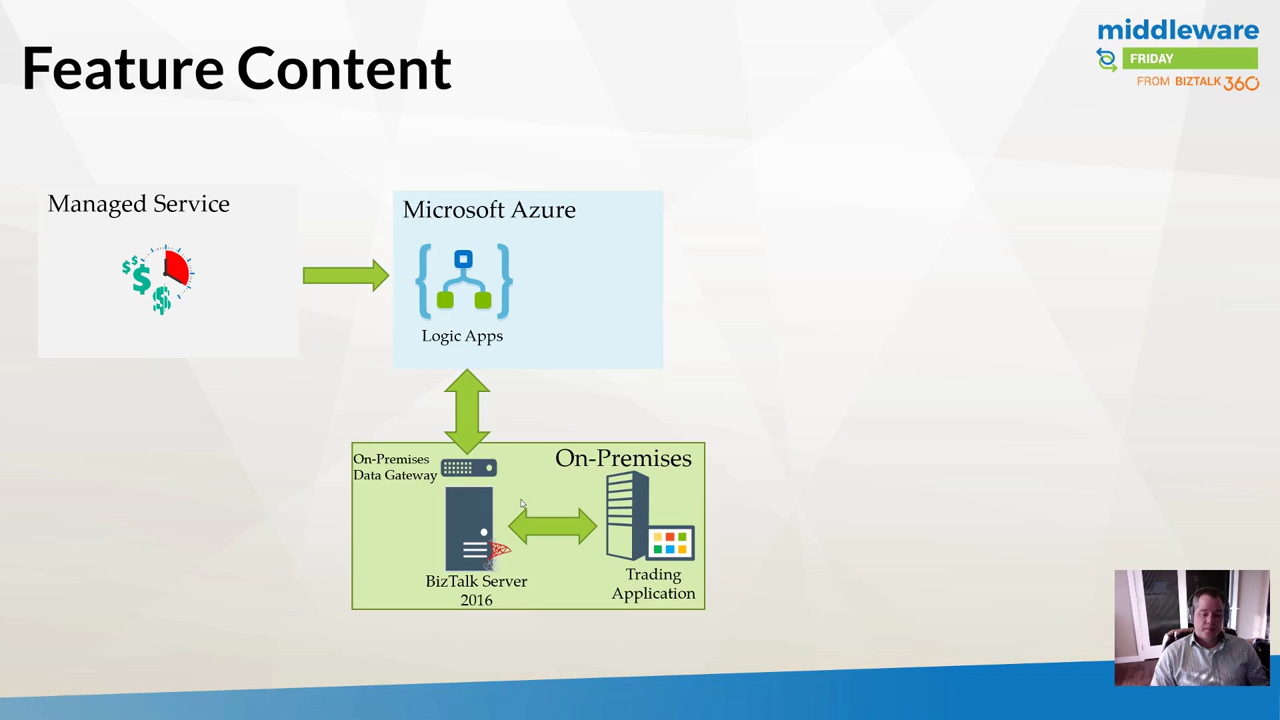 Feature Content
middleware
FRIDAY
FROM BIZTALK 360
Managed Service
Microsoft Azure
Logic Apps
On-Premises
Data Gateway
On-Premises
BizTalk Server
2016
Trading
Application